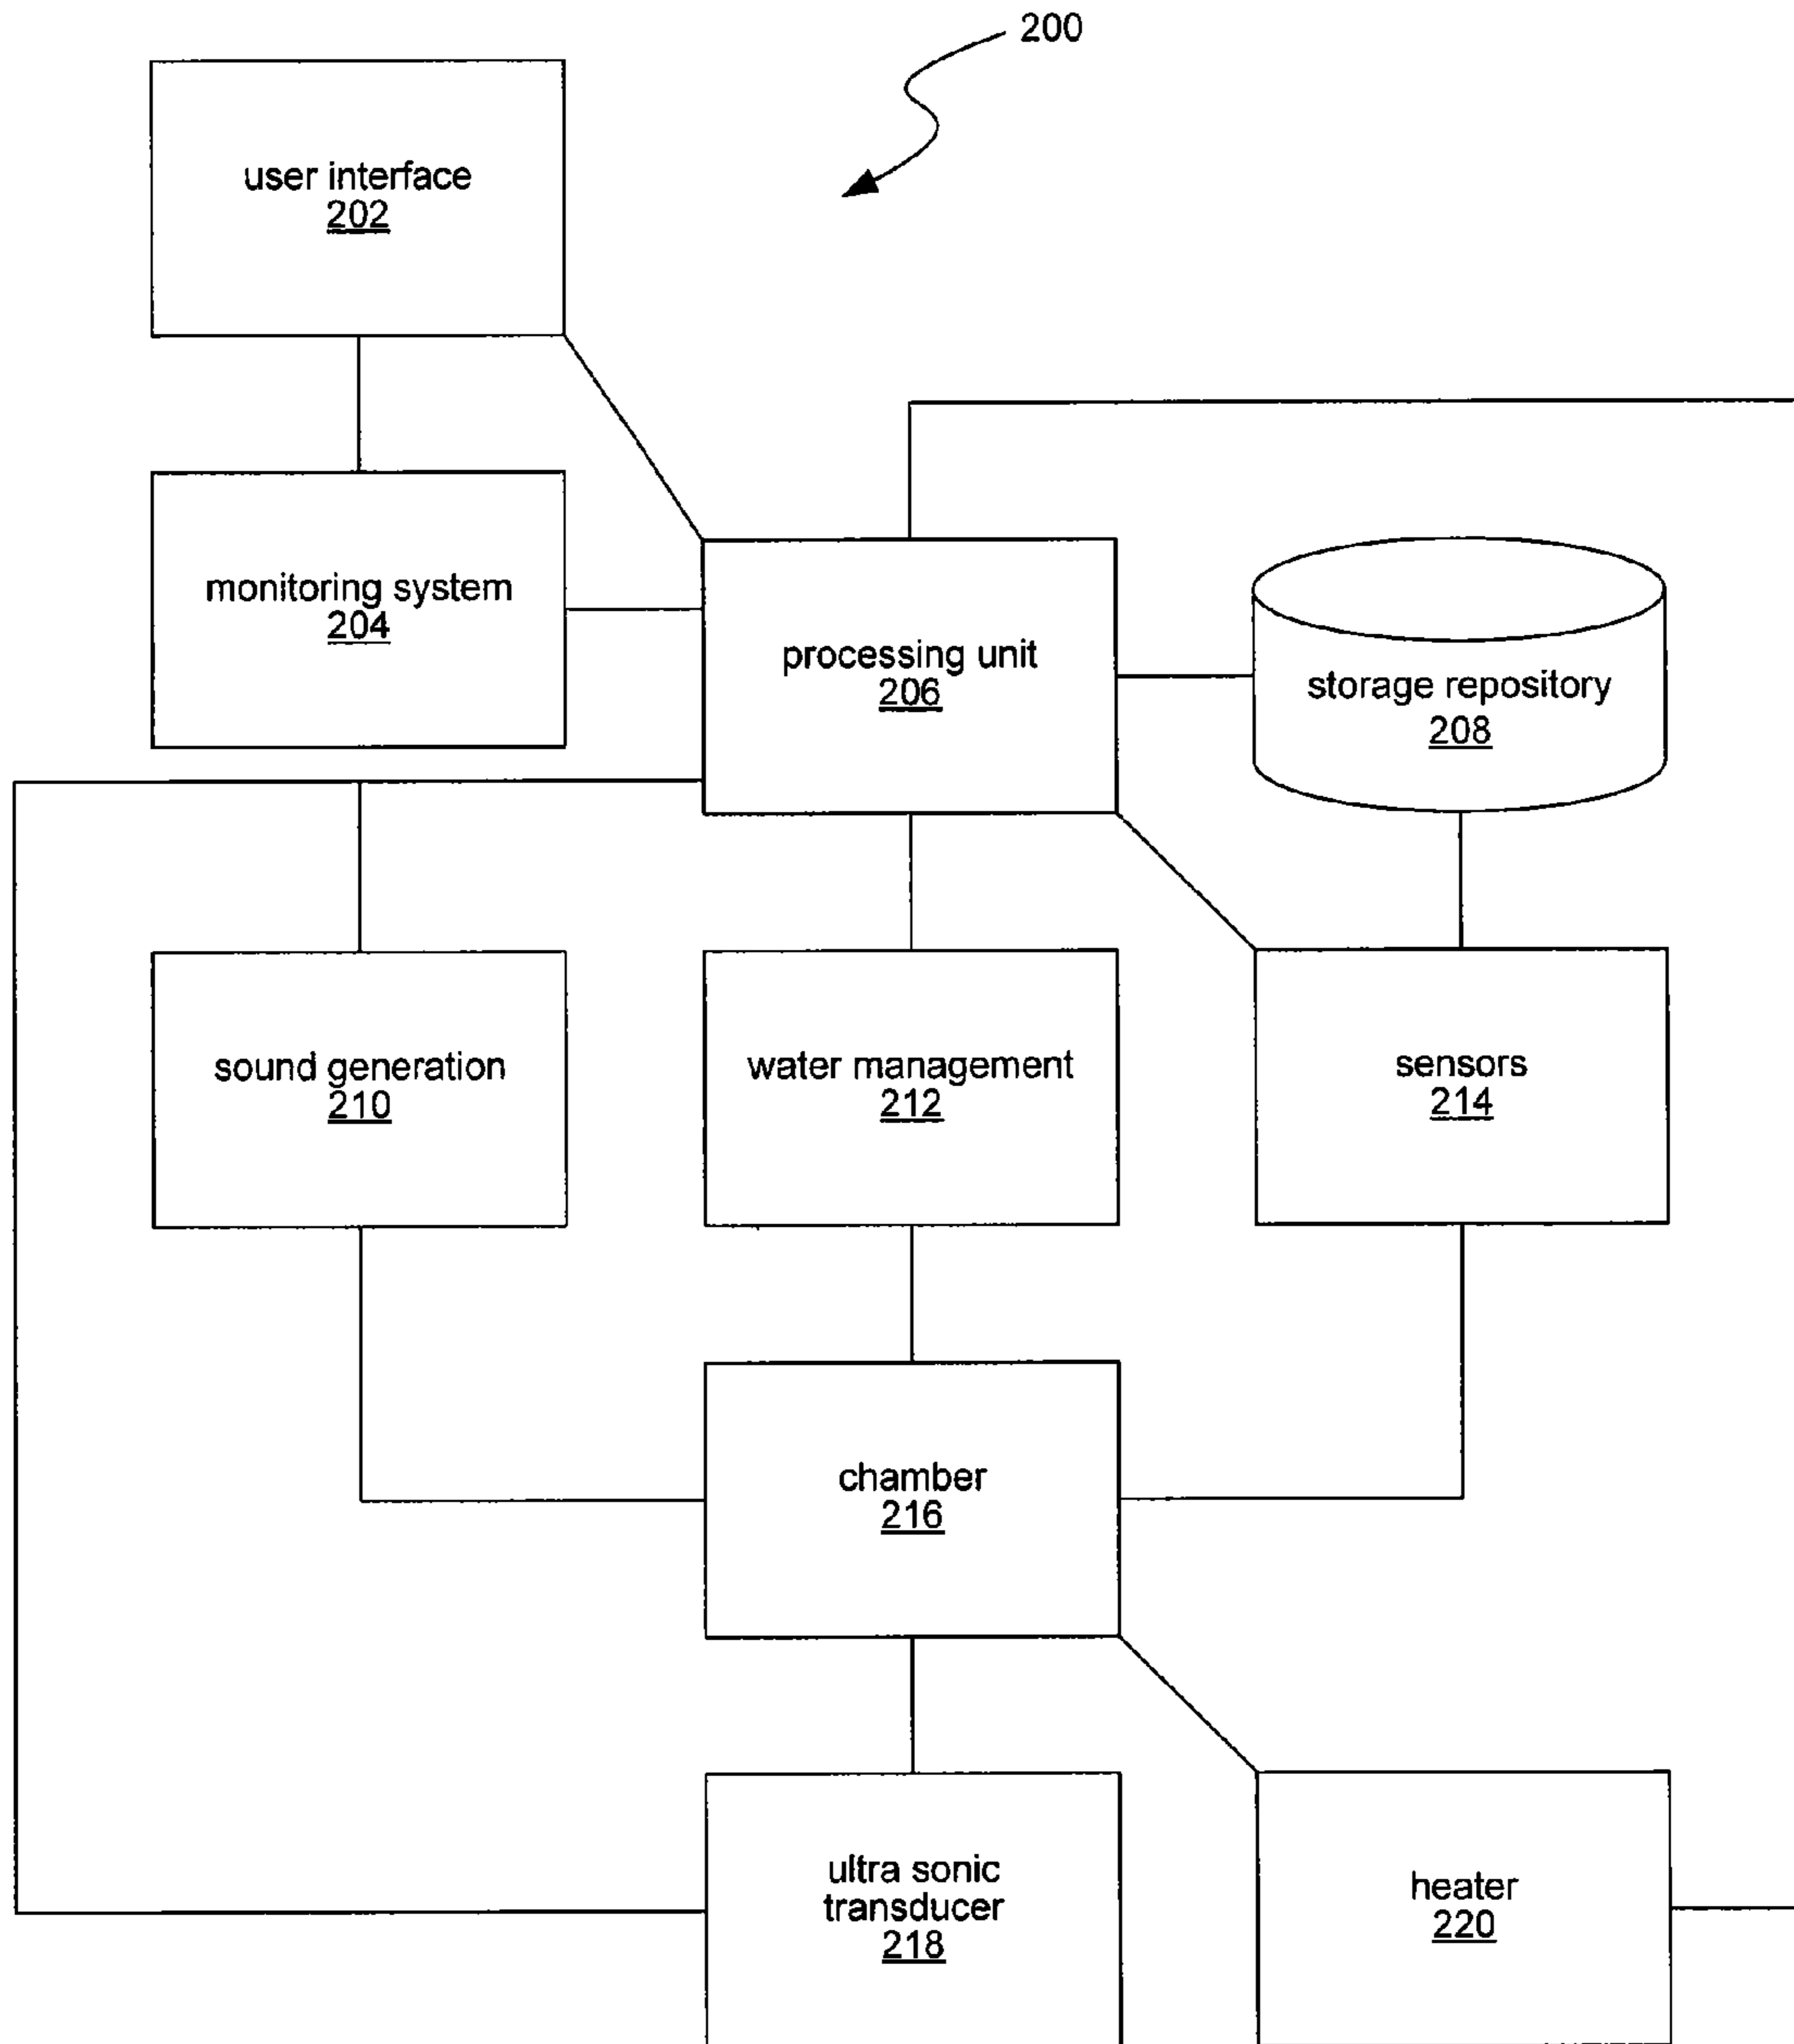 200
user interface
202
monitoring system
204
processing unit
206
storage repository
208
sound generation
210
water management
212
sensors
214
chamber
216
ultra sonic
transducer
218
heater
220